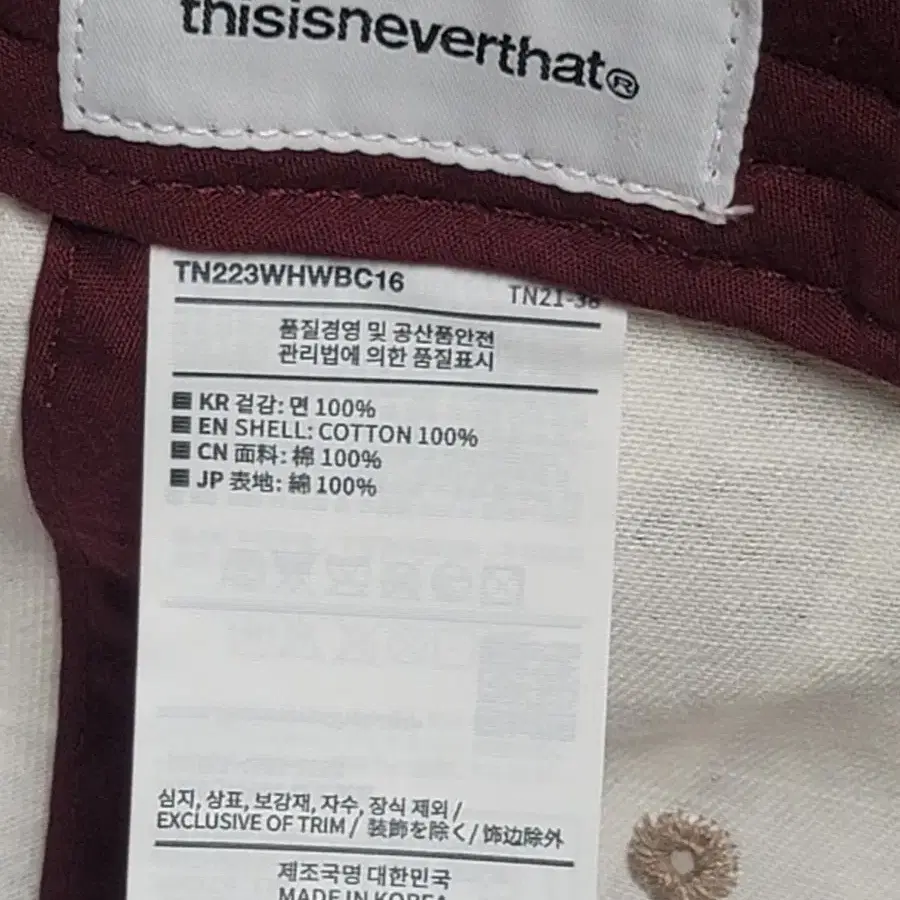 thisisneverthat®
TN223WHWBC16
TN21-38
품질경영 및 공산품안전
관리법에 의한 품질표시
KR 겉감: 면 100%
EN SHELL: COTTON 100%
CN 面料: 棉 100%
JP 表地: 綿 100%
심지, 상표, 보강재, 자수, 장식 제외 /
EXCLUSIVE OF TRIM / 装飾を除く / 饰边除外
제조국명 대한민국
MADE IN KOREA